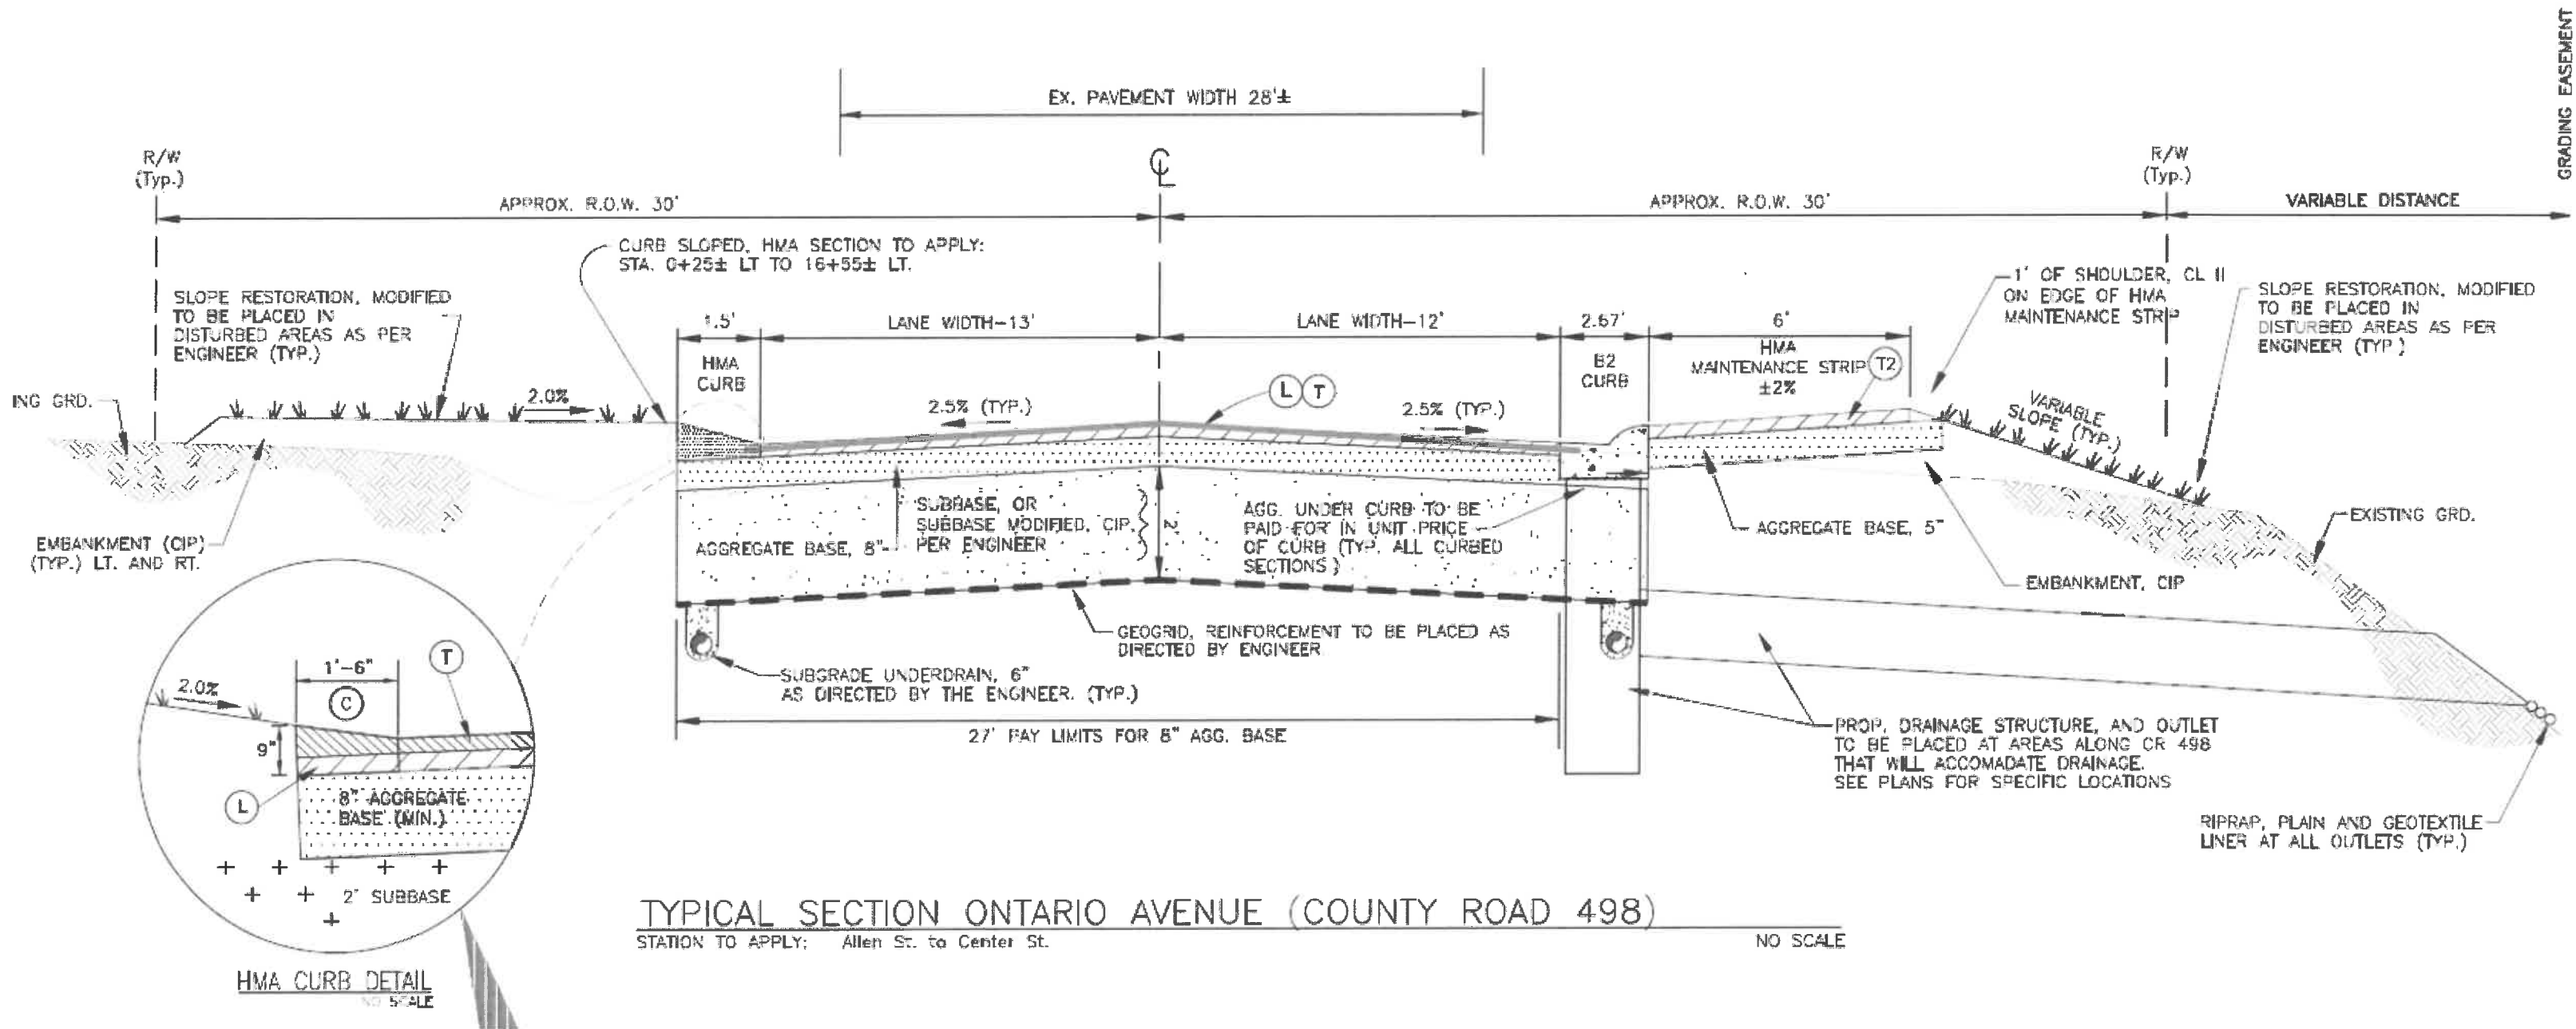 GRADING EASEMENT
EX. PAVEMENT WIDTH 28'±
R/W
(Typ.)
R/W
(Typ.)
APPROX. R.O.W. 30'
APPROX. R.O.W. 30'
VARIABLE DISTANCE
CURB SLOPED, HMA SECTION TO APPLY:
STA. 0+25± LT TO 16+55± LT.
SLOPE RESTORATION, MODIFIED
TO BE PLACED IN
DISTURBED AREAS AS PER
ENGINEER (TYP.)
1.5'
LANE WIDTH-13'
LANE WIDTH-12'
2.67'
6'
1' OF SHOULDER, CL II
ON EDGE OF HMA
MAINTENANCE STRIP
SLOPE RESTORATION, MODIFIED
TO BE PLACED IN
DISTURBED AREAS AS PER
ENGINEER (TYP.)
HMA
CURB
B2
CURB
HMA
MAINTENANCE STRIP
±2%
T2
L
T
ING GRD.
2.0%
2.5% (TYP.)
2.5% (TYP.)
VARIABLE
SLOPE (TYP.)
SUBBASE, OR
SUBBASE MODIFIED, CIP,
PER ENGINEER
2'
AGGREGATE BASE, 8"
AGG. UNDER CURB TO BE
PAID FOR IN UNIT PRICE
OF CURB (TYP. ALL CURBED
SECTIONS)
AGGREGATE BASE, 5"
EXISTING GRD.
EMBANKMENT (CIP)
(TYP.) LT. AND RT.
EMBANKMENT, CIP
GEOGRID, REINFORCEMENT TO BE PLACED AS
DIRECTED BY ENGINEER
SUBGRADE UNDERDRAIN, 6"
AS DIRECTED BY THE ENGINEER. (TYP.)
27' PAY LIMITS FOR 8" AGG. BASE
PROP. DRAINAGE STRUCTURE, AND OUTLET
TO BE PLACED AT AREAS ALONG CR 498
THAT WILL ACCOMADATE DRAINAGE.
SEE PLANS FOR SPECIFIC LOCATIONS
RIPRAP, PLAIN AND GEOTEXTILE
LINER AT ALL OUTLETS (TYP.)
1'-6"
T
2.0%
C
9"
L
8" AGGREGATE
BASE (MIN.)
2' SUBBASE
HMA CURB DETAIL
NO SCALE
TYPICAL SECTION ONTARIO AVENUE (COUNTY ROAD 498)
STATION TO APPLY: Allen St. to Center St.
NO SCALE